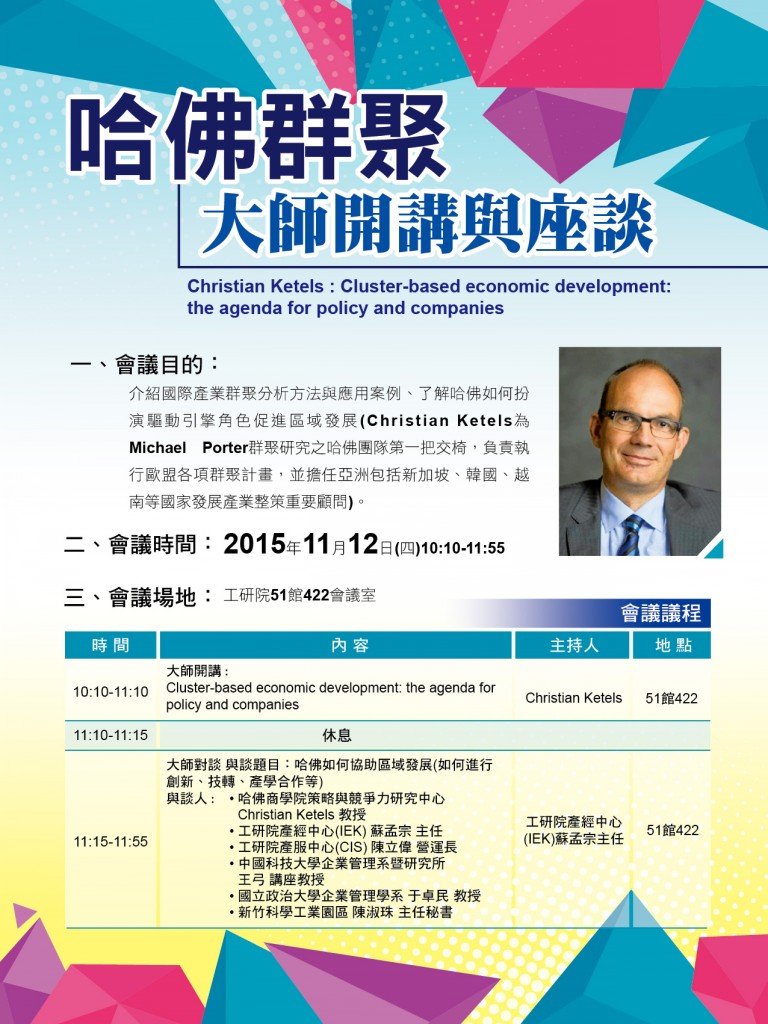 哈佛群聚
大師開講與座談
Christian Ketels : Cluster-based economic development:
the agenda for policy and companies
一、會議目的：
介紹國際產業群聚分析方法與應用案例、了解哈佛如何扮
演驅動引擎角色促進區域發展(Christian Ketels為
Michael Porter群聚研究之哈佛團隊第一把交椅，負責執
行歐盟各項群聚計畫，並擔任亞洲包括新加坡、韓國、越
南等國家發展產業整策重要顧問)。
二、會議時間： 2015年11月12日(四)10:10-11:55
三、會議場地： 工研院51館422會議室
會議議程
時 間 內 容 主持人 地 點
大師開講：
10:10-11:10 Cluster-based economic development: the agenda for policy and companies Christian Ketels 51館422
11:10-11:15 休息
大師對談 與談題目：哈佛如何協助區域發展(如何進行
創新、技轉、產學合作等)
與談人： • 哈佛商學院策略與競爭力研究中心
Christian Ketels 教授
• 工研院產經中心(IEK) 蘇孟宗 主任
• 工研院產服中心(CIS) 陳立偉 營運長
• 中國科技大學企業管理系暨研究所
王弓 講座教授
• 國立政治大學企業管理學系 于卓民 教授
• 新竹科學工業園區 陳淑珠 主任秘書
11:15-11:55
工研院產經中心
(IEK)蘇孟宗主任
51館422